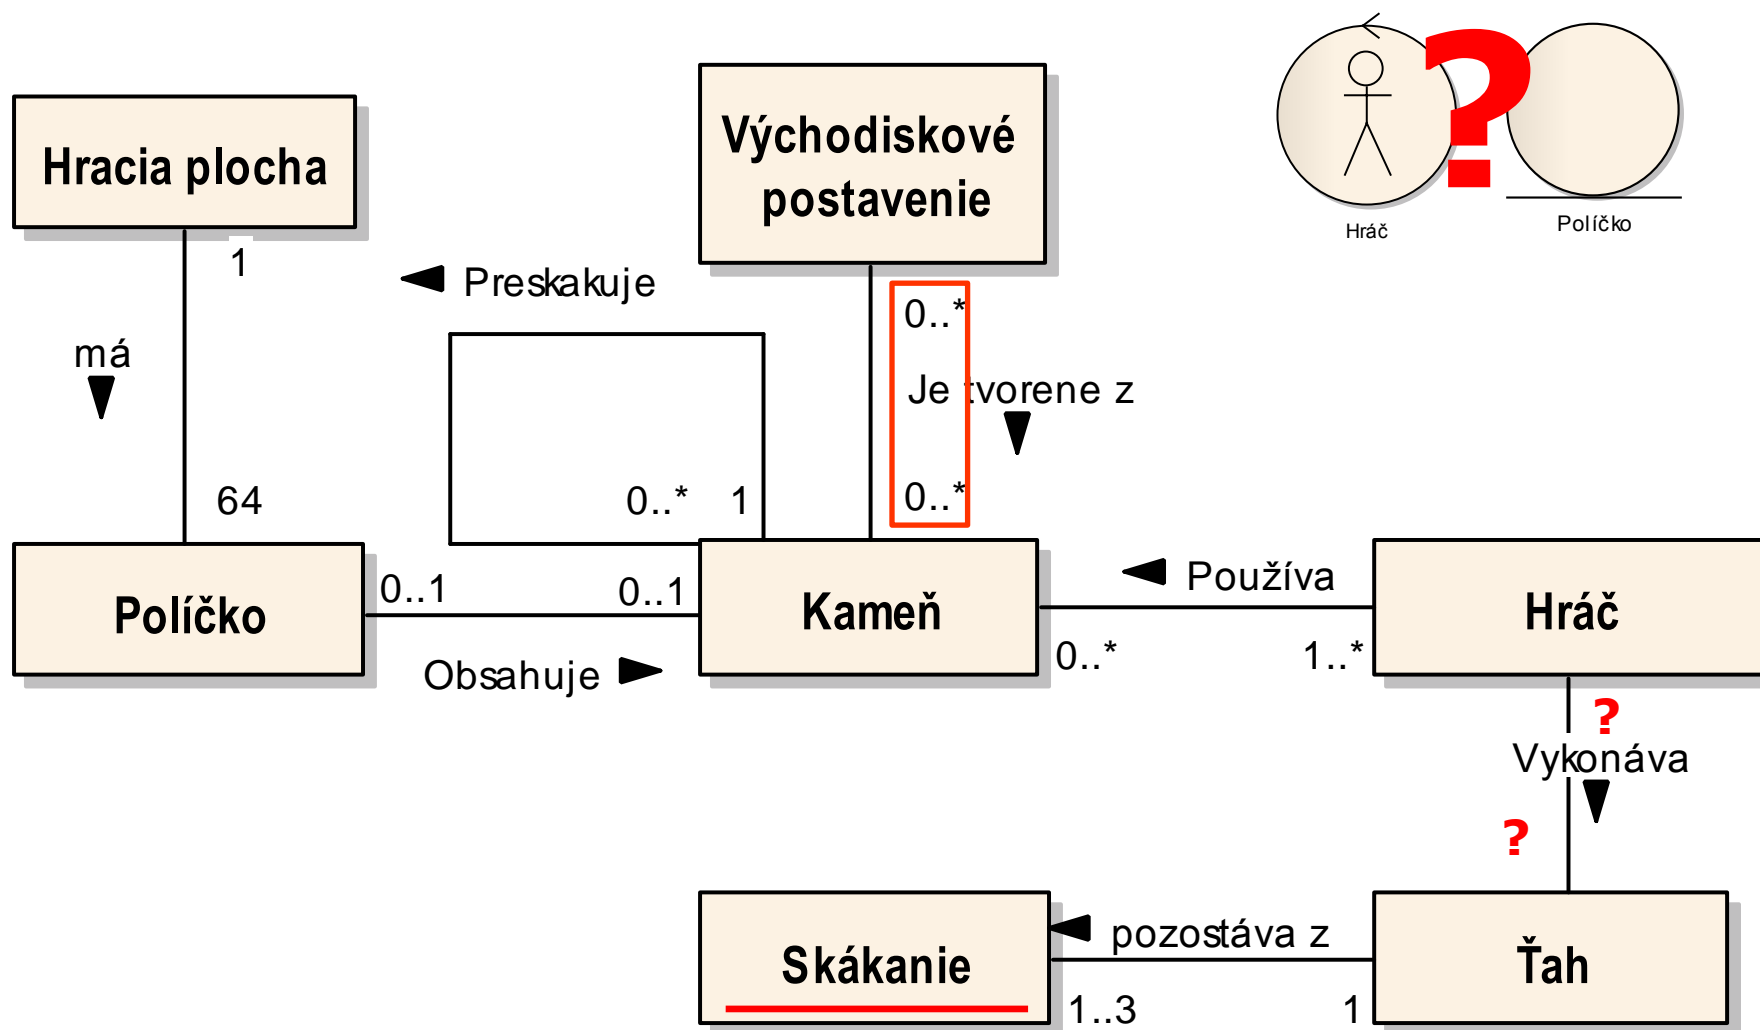 Hracia plocha
Východiskové
postavenie
?
Hráč
Políčko
1
Preskakuje
má
0..*
Je tvorene z
64
0..*
1
0..*
Políčko
0..1
0..1
Kameň
Používa
Hráč
Obsahuje
0..*
1..*
?
Vykonáva
?
Skákanie
pozostáva z
Ťah
1..3
1